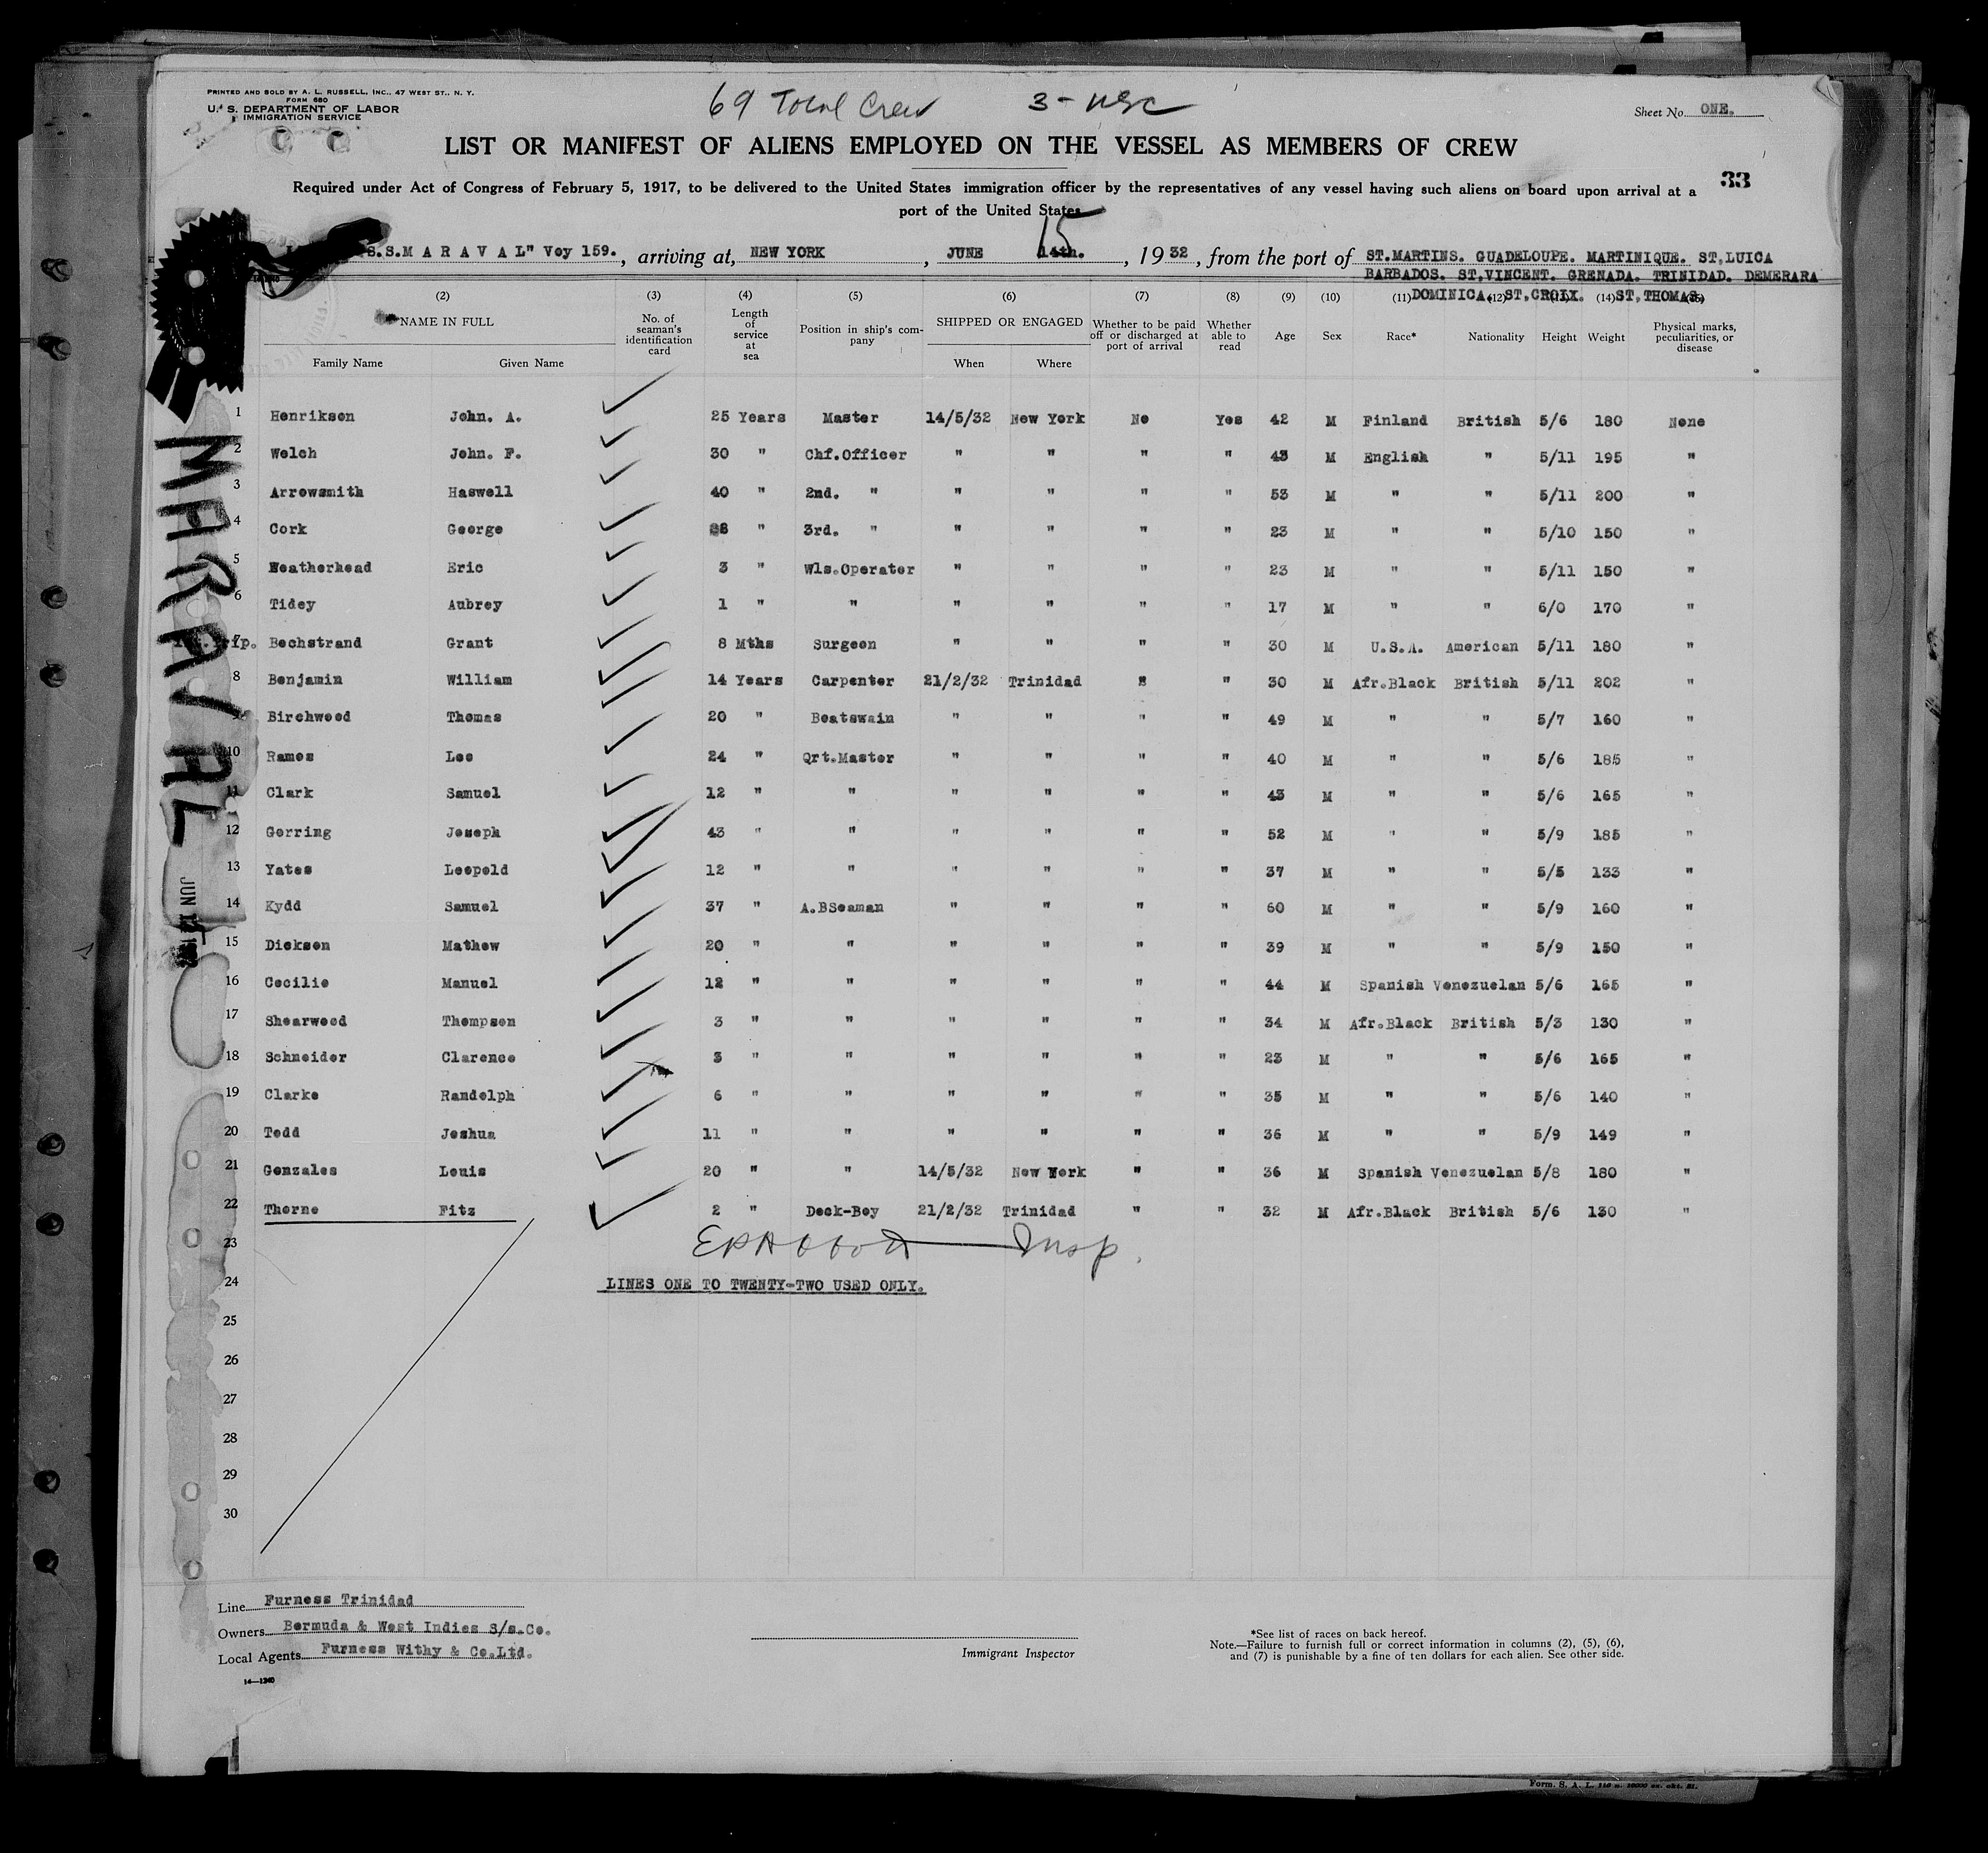 PRINTED AND SOLD BY A. L. RUSSELL, INC., 47 WEST ST., N. Y.
FORM 680
U. S. DEPARTMENT OF LABOR
IMMIGRATION SERVICE
69 Total Crew 3 - USC
Sheet No. ONE.
LIST OR MANIFEST OF ALIENS EMPLOYED ON THE VESSEL AS MEMBERS OF CREW
33
Required under Act of Congress of February 5, 1917, to be delivered to the United States immigration officer by the representatives of any vessel having such aliens on board upon arrival at a
port of the United States
15
S.S.M A R A V A L" Voy 159., arriving at, NEW YORK, JUNE 14th., 1932, from the port of ST.MARTINS. GUADELOUPE. MARTINIQUE. ST,LUICA
BARBADOS. ST,VINCENT. GRENADA. TRINIDAD. DEMERARA
DOMINICA. ST,CROIX. ST,THOMAS.
(2) (3) (4) (5) (6) (7) (8) (9) (10) (11) (12) (14)
NAME IN FULL
Family Name Given Name
No. of seaman's identification card
Length of service at sea
Position in ship's company
SHIPPED OR ENGAGED
When Where
Whether to be paid off or discharged at port of arrival
Whether able to read
Age Sex Race* Nationality Height Weight
Physical marks, peculiarities, or disease
MARAVAL
1 Henrikson John. A. 25 Years Master 14/5/32 New York No Yes 42 M Finland British 5/6 180 None
2 Welch John. F. 30 " Chf.Officer " " " " 43 M English " 5/11 195 "
3 Arrowsmith Haswell 40 " 2nd. " " " " " 53 M " " 5/11 200 "
4 Cork George " 3rd. " " " " " 23 M " " 5/10 150 "
5 Weatherhead Eric 3 " Wls.Operator " " " " 23 M " " 5/11 150 "
6 Tidey Aubrey 1 " " " " " " 17 M " " 6/0 170 "
7 Bechstrand Grant 8 Mths Surgeon " " " " 30 M U.S.A. American 5/11 180 "
8 Benjamin William 14 Years Carpenter 21/2/32 Trinidad " " 30 M Afr.Black British 5/11 202 "
9 Birchwood Thomas 20 " Boatswain " " " " 49 M " " 5/7 160 "
10 Ramos Leo 24 " Qrt.Master " " " " 40 M " " 5/6 185 "
11 Clark Samuel 12 " " " " " " 43 M " " 5/6 165 "
12 Gorring Joseph 43 " " " " " " 52 M " " 5/9 185 "
13 Yates Leopold 12 " " " " " " 37 M " " 5/5 133 "
14 Kydd Samuel 37 " A.BSeaman " " " " 60 M " " 5/9 160 "
15 Dickson Mathew 20 " " " " " " 39 M " " 5/9 150 "
16 Cecilio Manuel 12 " " " " " " 44 M Spanish Venezuelan 5/6 165 "
17 Shearwood Thompson 3 " " " " " " 34 M Afr.Black British 5/3 130 "
18 Schneider Clarence 3 " " " " " " 23 M " " 5/6 165 "
19 Clarke Randolph 6 " " " " " " 35 M " " 5/6 140 "
20 Todd Joshua 11 " " " " " " 36 M " " 5/9 149 "
21 Gonzales Louis 20 " " 14/5/32 New Work " " 36 M Spanish Venezuelan 5/8 180 "
22 Thorne Fitz 2 " Deck-Boy 21/2/32 Trinidad " " 32 M Afr.Black British 5/6 130 "
23 Insp.
24 LINES ONE TO TWENTY-TWO USED ONLY.
25
26
27
28
29
30
Line Furness Trinidad
Owners Bermuda & West Indies S/s.Co.
Local Agents Furness Withy & Co.Ltd.
14—1240
Immigrant Inspector
*See list of races on back hereof.
Note.—Failure to furnish full or correct information in columns (2), (5), (6),
and (7) is punishable by a fine of ten dollars for each alien. See other side.